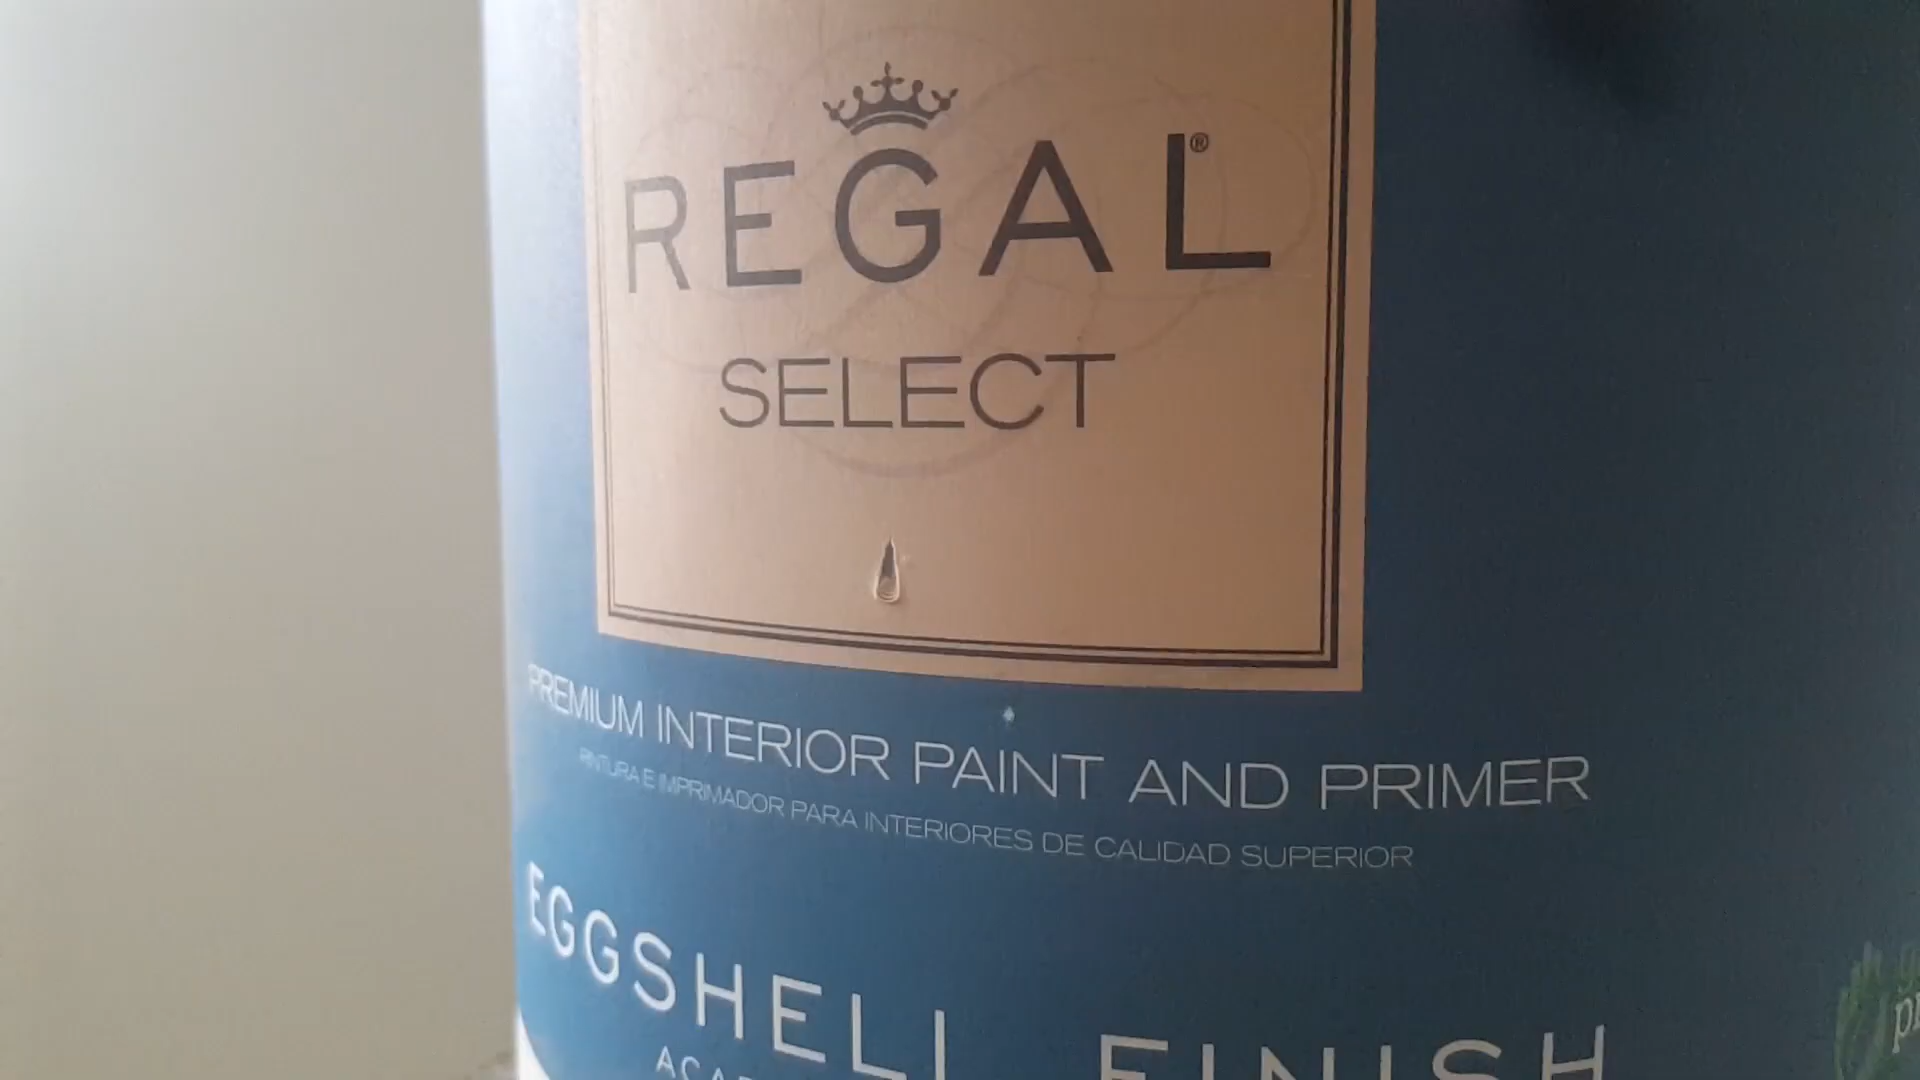 REGAL®
SELECT
PREMIUM INTERIOR PAINT AND PRIMER
PINTURA E IMPRIMADOR PARA INTERIORES DE CALIDAD SUPERIOR
EGGSHELL FINISH